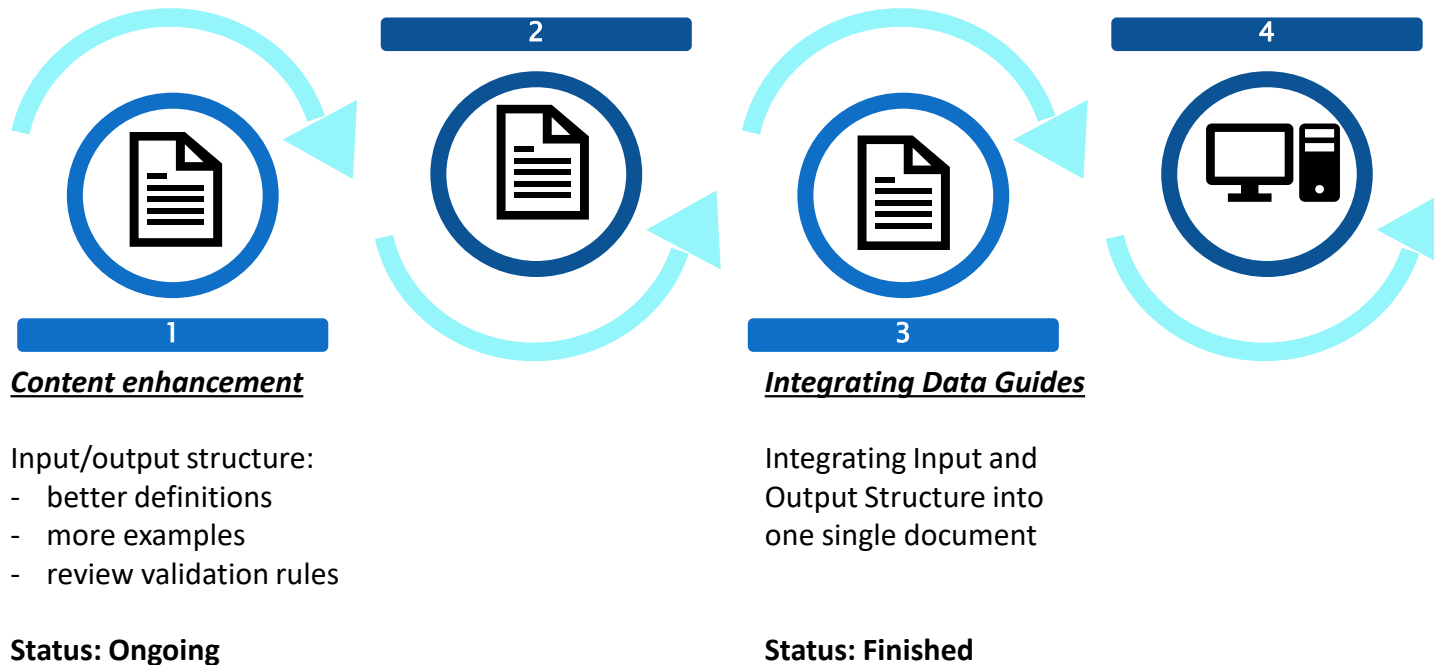 2
4
1
3
Content enhancement
Input/output structure:
- better definitions
- more examples
- review validation rules
Status: Ongoing
Integrating Data Guides
Integrating Input and
Output Structure into
one single document
Status: Finished